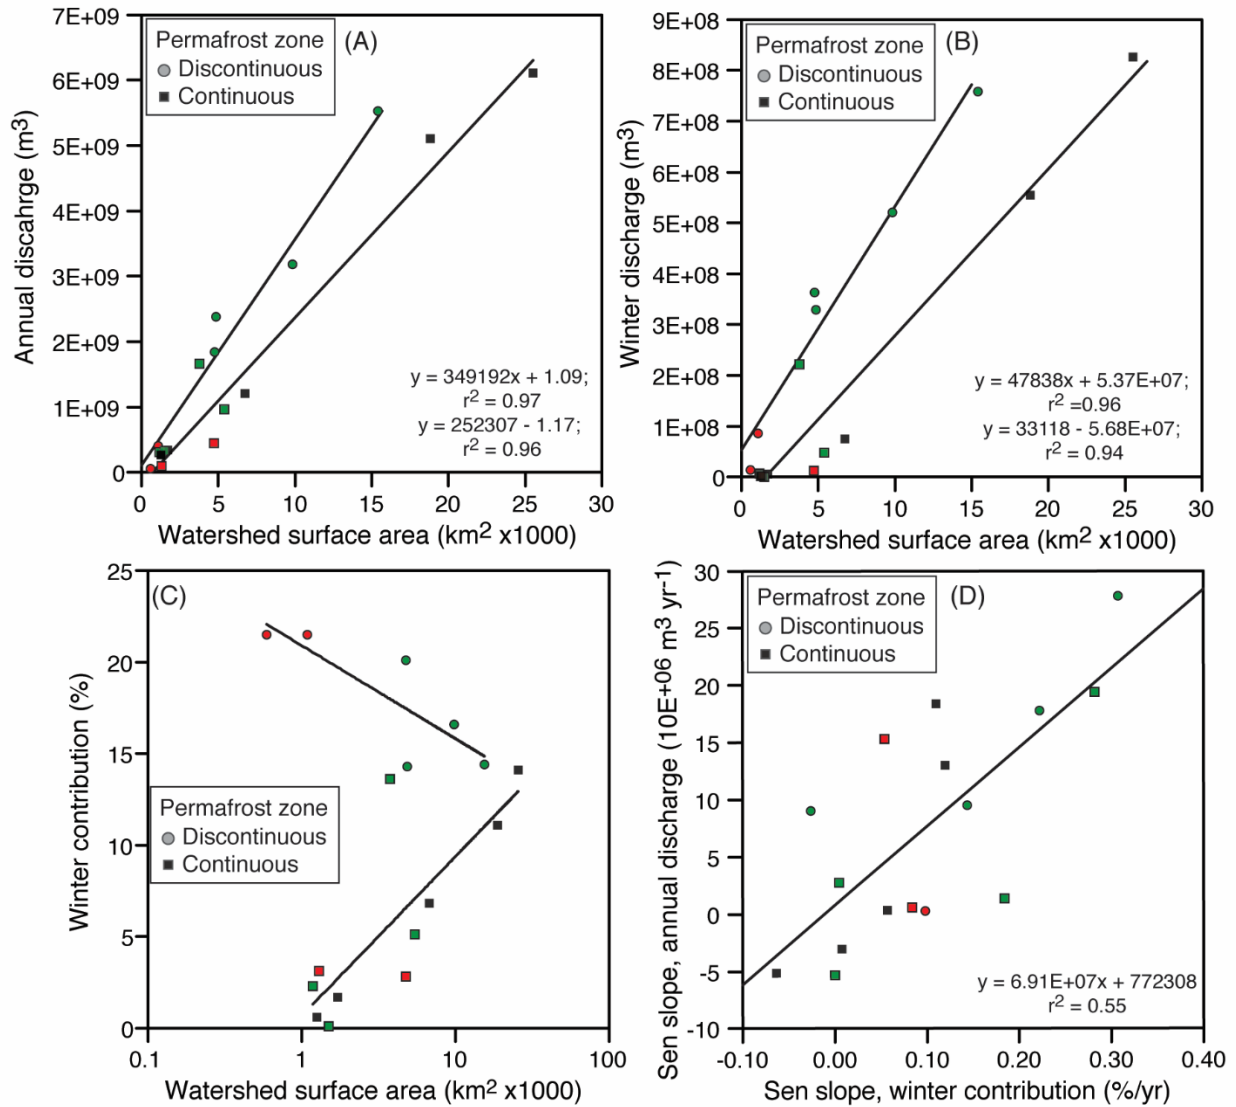 7E+09
6E+09
5E+09
4E+09
3E+09
2E+09
1E+09
0
Annual discahrge (m3)
Permafrost zone
Discontinuous
Continuous
(A)
y = 349192x + 1.09;
r2 = 0.97
y = 252307 - 1.17;
r2 = 0.96
0 5 10 15 20 25 30
Watershed surface area (km2 x1000)
9E+08
8E+08
7E+08
6E+08
5E+08
4E+08
3E+08
2E+08
1E+08
0
Winter discharge (m3)
Permafrost zone
Discontinuous
Continuous
(B)
y = 47838x + 5.37E+07;
r2 =0.96
y = 33118 - 5.68E+07;
r2 = 0.94
0 5 10 15 20 25 30
Watershed surface area (km2 x1000)
25
20
15
10
5
0
Winter contribution (%)
(C)
Permafrost zone
Discontinuous
Continuous
0.1 1 10 100
Watershed surface area (km2 x1000)
30
25
20
15
10
5
0
-5
-10
Sen slope, annual discharge (10E+06 m3 yr-1)
Permafrost zone
Discontinuous
Continuous
(D)
y = 6.91E+07x + 772308
r2 = 0.55
-0.10 0.00 0.10 0.20 0.30 0.40
Sen slope, winter contribution (%/yr)